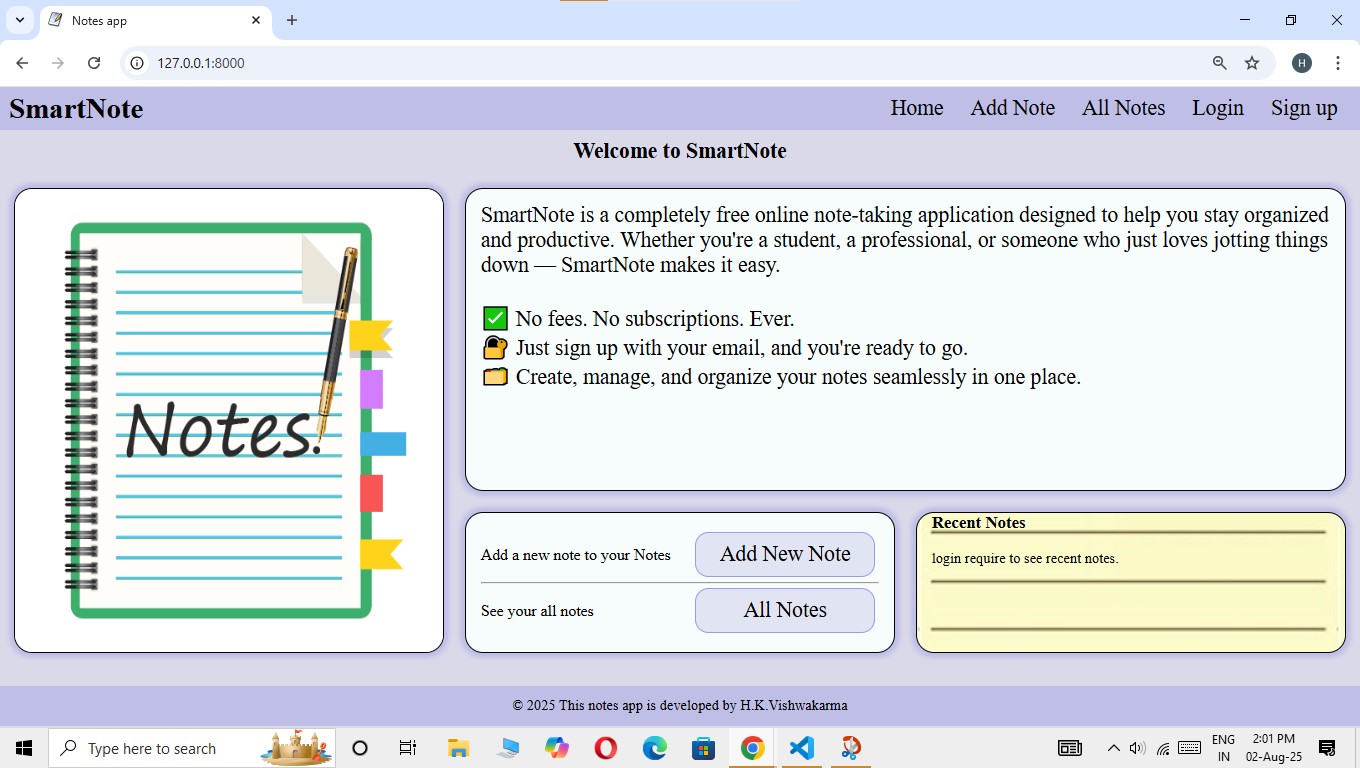 Notes app
127.0.0.1:8000
H
SmartNote
Home Add Note All Notes Login Sign up
Welcome to SmartNote
Notes.
SmartNote is a completely free online note-taking application designed to help you stay organized
and productive. Whether you're a student, a professional, or someone who just loves jotting things
down — SmartNote makes it easy.
✅ No fees. No subscriptions. Ever.
🔐 Just sign up with your email, and you're ready to go.
🗂️ Create, manage, and organize your notes seamlessly in one place.
Add a new note to your Notes Add New Note
See your all notes All Notes
Recent Notes
login require to see recent notes.
© 2025 This notes app is developed by H.K.Vishwakarma
Type here to search
ENG
IN
2:01 PM
02-Aug-25